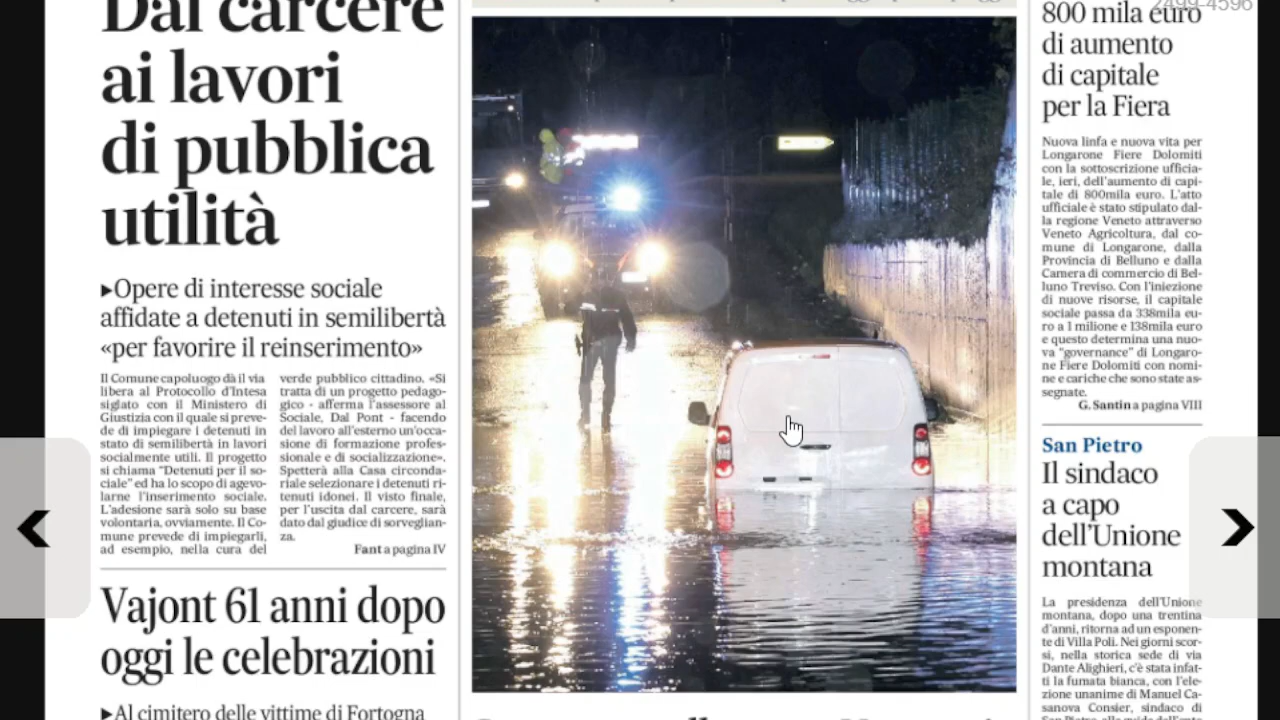 Dal carcere
ai lavori
di pubblica
utilità
▸Opere di interesse sociale
affidate a detenuti in semilibertà
«per favorire il reinserimento»
Il Comune capoluogo dà il via
libera al Protocollo d'Intesa
siglato con il Ministero di
Giustizia con il quale si preve-
de di impiegare i detenuti in
stato di semilibertà in lavori
socialmente utili. Il progetto
si chiama "Detenuti per il so-
ciale" ed ha lo scopo di agevo-
larne l'inserimento sociale.
L'adesione sarà solo su base
volontaria, ovviamente. Il Co-
mune prevede di impiegarli,
ad esempio, nella cura del
verde pubblico cittadino. «Si
tratta di un progetto pedago-
gico - afferma l'assessore al
Sociale, Dal Pont - facendo
del lavoro all'esterno un'occa-
sione di formazione profes-
sionale e di socializzazione».
Spetterà alla Casa circonda-
riale selezionare i detenuti ri-
tenuti idonei. Il visto finale,
per l'uscita dal carcere, sarà
dato dal giudice di sorveglian-
za.
Fant a pagina IV
Vajont 61 anni dopo
oggi le celebrazioni
▸Al cimitero delle vittime di Fortogna
2499-4596
800 mila euro
di aumento
di capitale
per la Fiera
Nuova linfa e nuova vita per
Longarone Fiere Dolomiti
con la sottoscrizione ufficia-
le, ieri, dell'aumento di capi-
tale di 800mila euro. L'atto
ufficiale è stato stipulato dal-
la regione Veneto attraverso
Veneto Agricoltura, dal co-
mune di Longarone, dalla
Provincia di Belluno e dalla
Camera di commercio di Bel-
luno Treviso. Con l'iniezione
di nuove risorse, il capitale
sociale passa da 338mila eu-
ro a 1 milione e 138mila euro
e questo determina una nuo-
va "governance" di Longaro-
ne Fiere Dolomiti con nomi-
ne e cariche che sono state as-
segnate.
G. Santin a pagina VIII
San Pietro
Il sindaco
a capo
dell'Unione
montana
La presidenza dell'Unione
montana, dopo una trentina
d'anni, ritorna ad un esponen-
te di Villa Poli. Nei giorni scor-
si, nella storica sede di via
Dante Alighieri, c'è stata infat-
ti la fumata bianca, con l'ele-
zione unanime di Manuel Ca-
sanova Consier, sindaco di